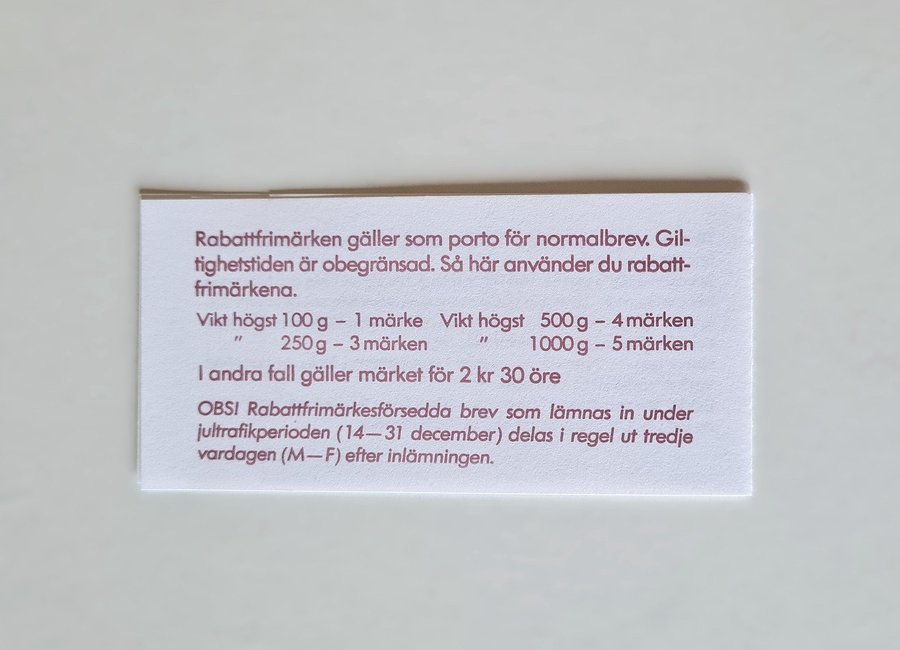 Rabattfrimärken gäller som porto för normalbrev. Gil-
tighetstiden är obegränsad. Så här använder du rabatt-
frimärkena.
Vikt högst 100 g – 1 märke Vikt högst 500 g – 4 märken
" 250 g – 3 märken " 1000 g – 5 märken
I andra fall gäller märket för 2 kr 30 öre
OBS! Rabattfrimärkesförsedda brev som lämnas in under
jultrafikperioden (14—31 december) delas i regel ut tredje
vardagen (M—F) efter inlämningen.